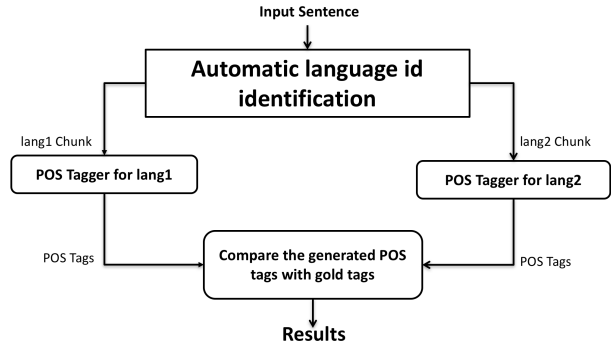 Input Sentence
Automatic language id
identification
lang1 Chunk
lang2 Chunk
POS Tagger for lang1
POS Tagger for lang2
POS Tags
Compare the generated POS
tags with gold tags
POS Tags
Results